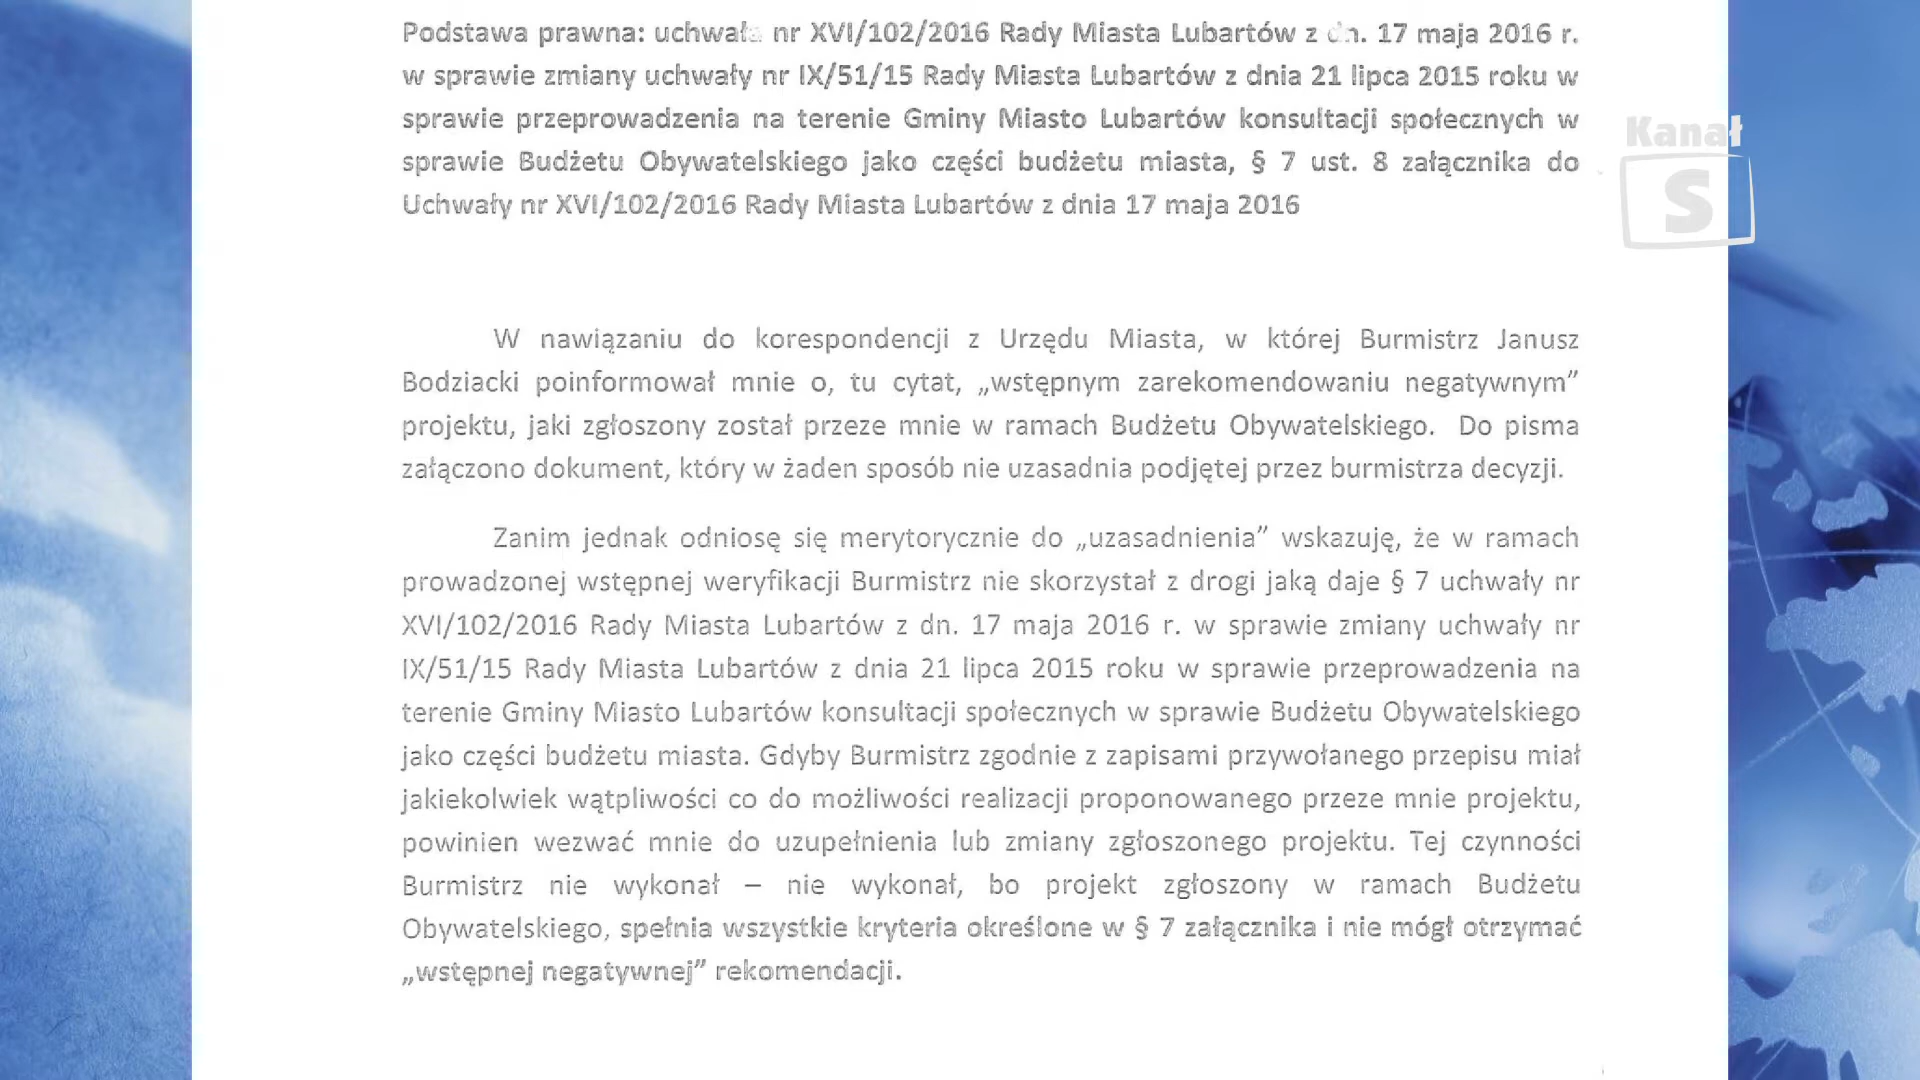 Podstawa prawna: uchwała nr XVI/102/2016 Rady Miasta Lubartów z dn. 17 maja 2016 r.
w sprawie zmiany uchwały nr IX/51/15 Rady Miasta Lubartów z dnia 21 lipca 2015 roku w
sprawie przeprowadzenia na terenie Gminy Miasto Lubartów konsultacji społecznych w
sprawie Budżetu Obywatelskiego jako części budżetu miasta, § 7 ust. 8 załącznika do
Uchwały nr XVI/102/2016 Rady Miasta Lubartów z dnia 17 maja 2016
Kanał
S
W nawiązaniu do korespondencji z Urzędu Miasta, w której Burmistrz Janusz
Bodziacki poinformował mnie o, tu cytat, „wstępnym zarekomendowaniu negatywnym”
projektu, jaki zgłoszony został przeze mnie w ramach Budżetu Obywatelskiego. Do pisma
załączono dokument, który w żaden sposób nie uzasadnia podjętej przez burmistrza decyzji.
Zanim jednak odniosę się merytorycznie do „uzasadnienia” wskazuję, że w ramach
prowadzonej wstępnej weryfikacji Burmistrz nie skorzystał z drogi jaką daje § 7 uchwały nr
XVI/102/2016 Rady Miasta Lubartów z dn. 17 maja 2016 r. w sprawie zmiany uchwały nr
IX/51/15 Rady Miasta Lubartów z dnia 21 lipca 2015 roku w sprawie przeprowadzenia na
terenie Gminy Miasto Lubartów konsultacji społecznych w sprawie Budżetu Obywatelskiego
jako części budżetu miasta. Gdyby Burmistrz zgodnie z zapisami przywołanego przepisu miał
jakiekolwiek wątpliwości co do możliwości realizacji proponowanego przeze mnie projektu,
powinien wezwać mnie do uzupełnienia lub zmiany zgłoszonego projektu. Tej czynności
Burmistrz nie wykonał – nie wykonał, bo projekt zgłoszony w ramach Budżetu
Obywatelskiego, spełnia wszystkie kryteria określone w § 7 załącznika i nie mógł otrzymać
„wstępnej negatywnej” rekomendacji.